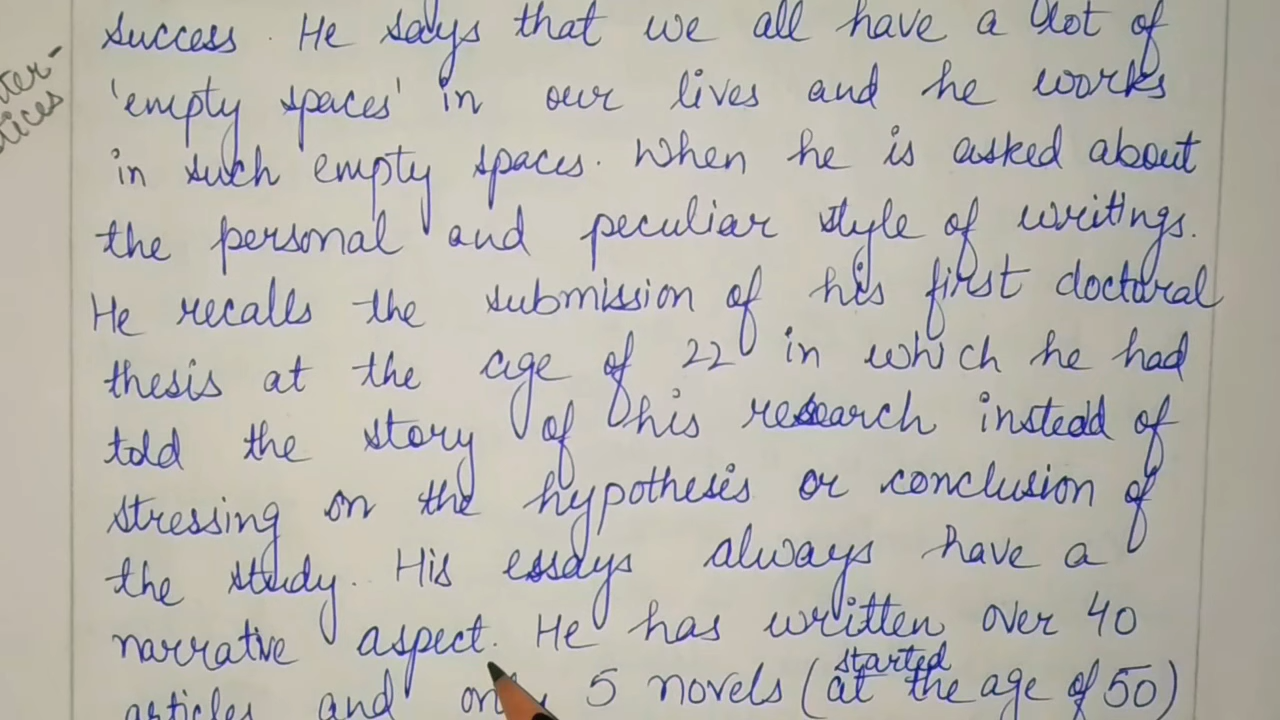 success. He says that we all have a lot of
'empty spaces' in our lives and he works
in such empty spaces. When he is asked about
the personal and peculiar style of writings.
He recalls the submission of his first doctoral
thesis at the age of 22 in which he had
told the story of his research instead of
stressing on the hypothesis or conclusion of
the study. His essays always have a
narrative aspect. He has written over 40
started
articles and 5 novels (at the age of 50)